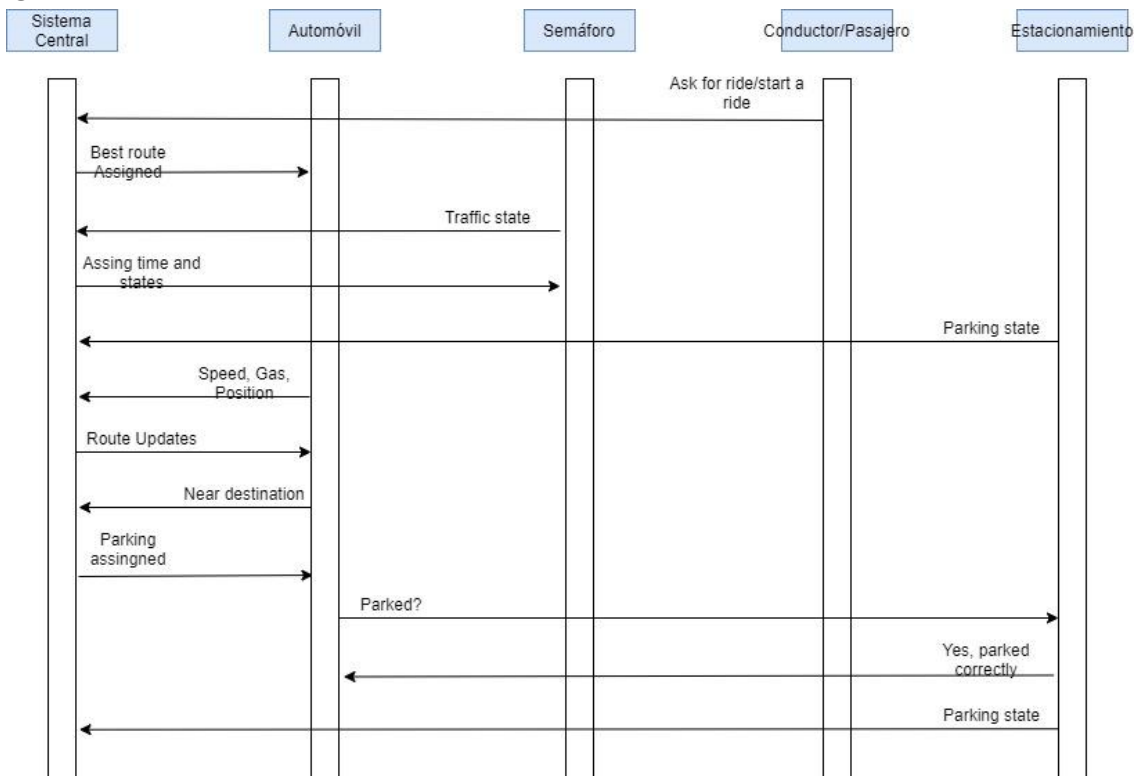 Sistema
Central
Automóvil
Semáforo
Conductor/Pasajero
Estacionamiento
Ask for ride/start a
ride
Best route
Assigned
Traffic state
Assing time and
states
Parking state
Speed, Gas,
Position
Route Updates
Near destination
Parking
assingned
Parked?
Yes, parked
correctly
Parking state